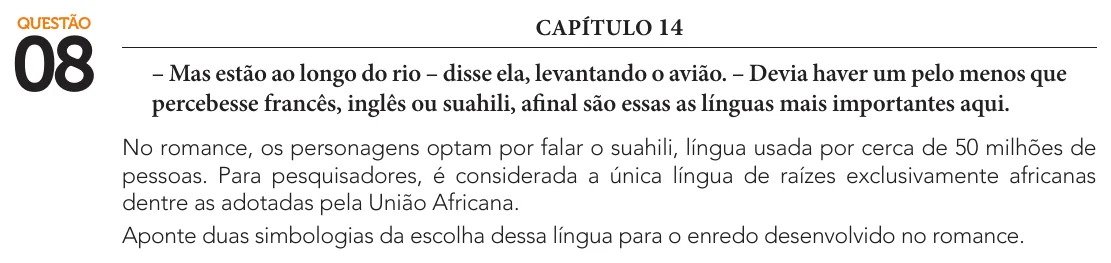 QUESTÃO
08
CAPÍTULO 14
– Mas estão ao longo do rio – disse ela, levantando o avião. – Devia haver um pelo menos que
percebesse francês, inglês ou suahili, afinal são essas as línguas mais importantes aqui.
No romance, os personagens optam por falar o suahili, língua usada por cerca de 50 milhões de
pessoas. Para pesquisadores, é considerada a única língua de raízes exclusivamente africanas
dentre as adotadas pela União Africana.
Aponte duas simbologias da escolha dessa língua para o enredo desenvolvido no romance.